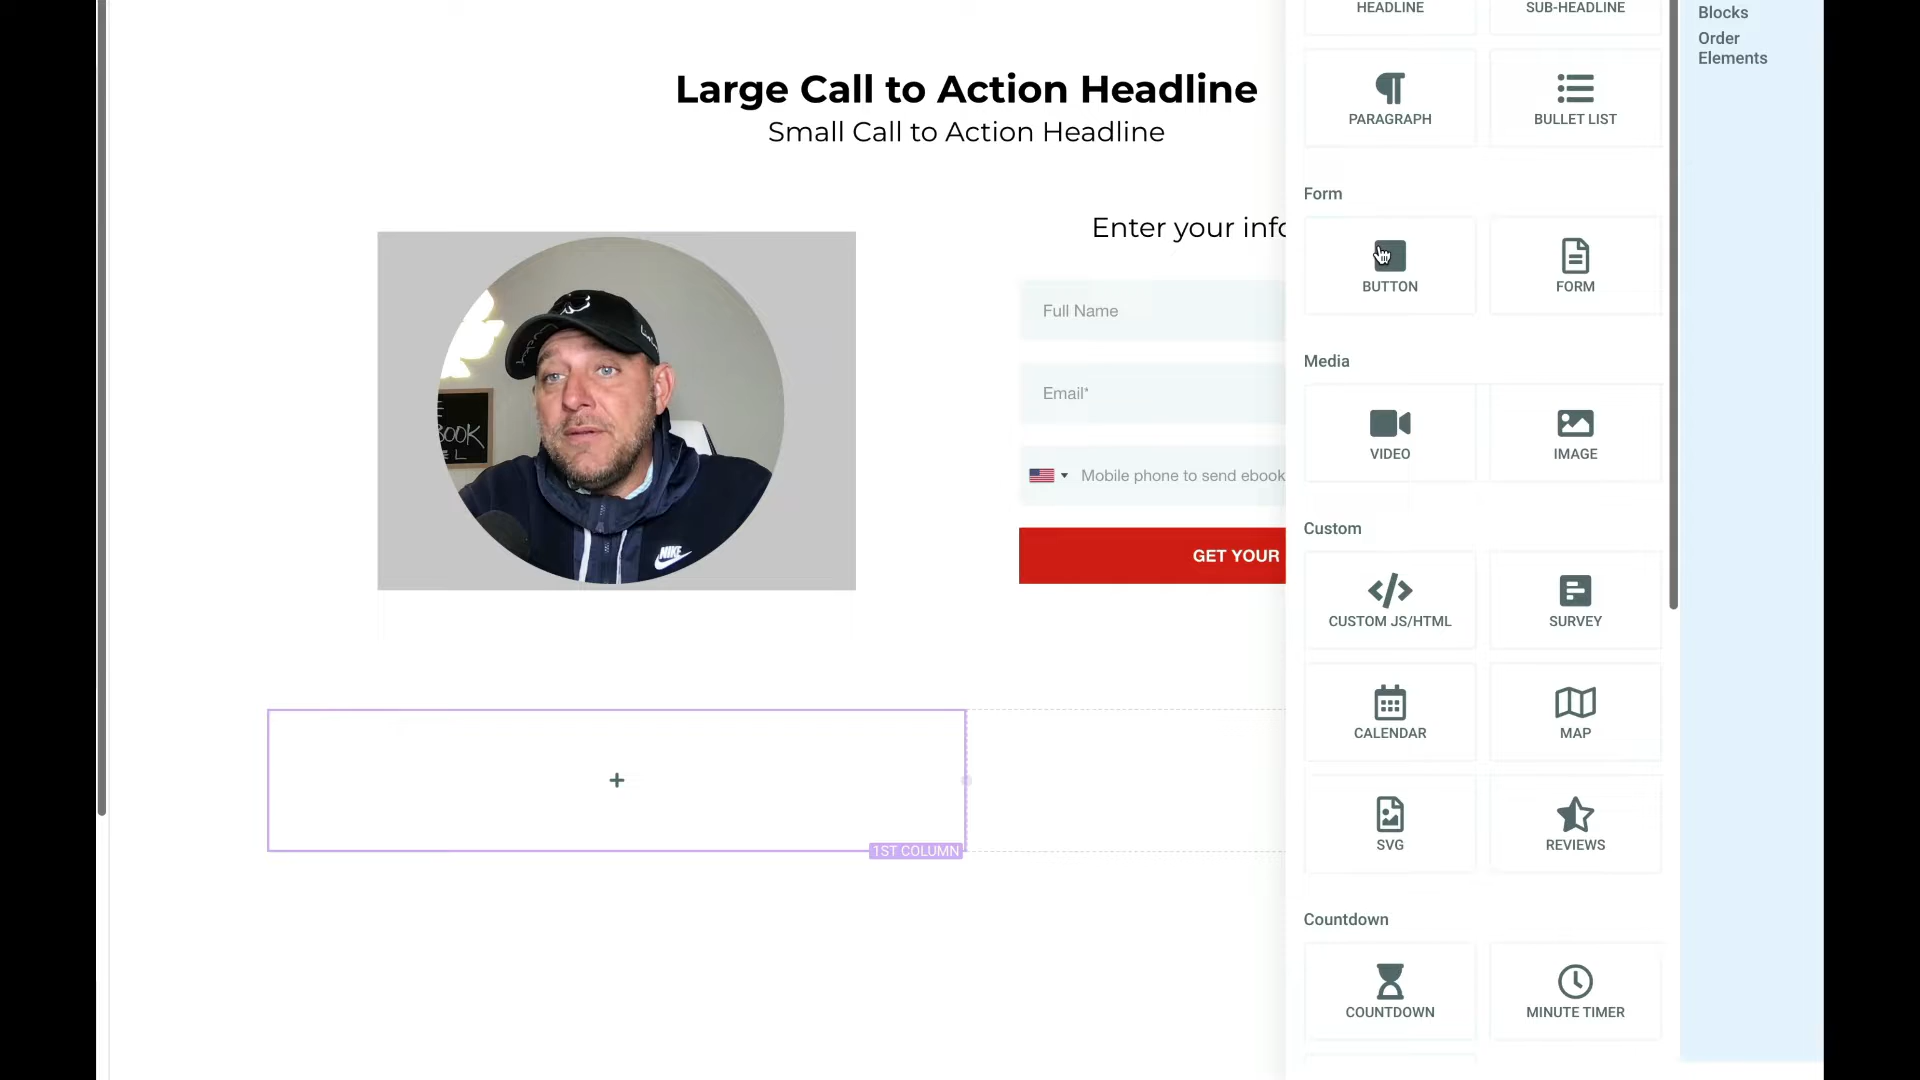 HEADLINE
SUB-HEADLINE
Blocks
Order
Elements
Large Call to Action Headline
Small Call to Action Headline
PARAGRAPH
BULLET LIST
Form
BUTTON
FORM
Enter your info
Full Name
Email*
Mobile phone to send ebook
GET YOUR
BOOK
E L
NIKE
Media
VIDEO
IMAGE
Custom
CUSTOM JS/HTML
SURVEY
CALENDAR
MAP
SVG
REVIEWS
1ST COLUMN
Countdown
COUNTDOWN
MINUTE TIMER